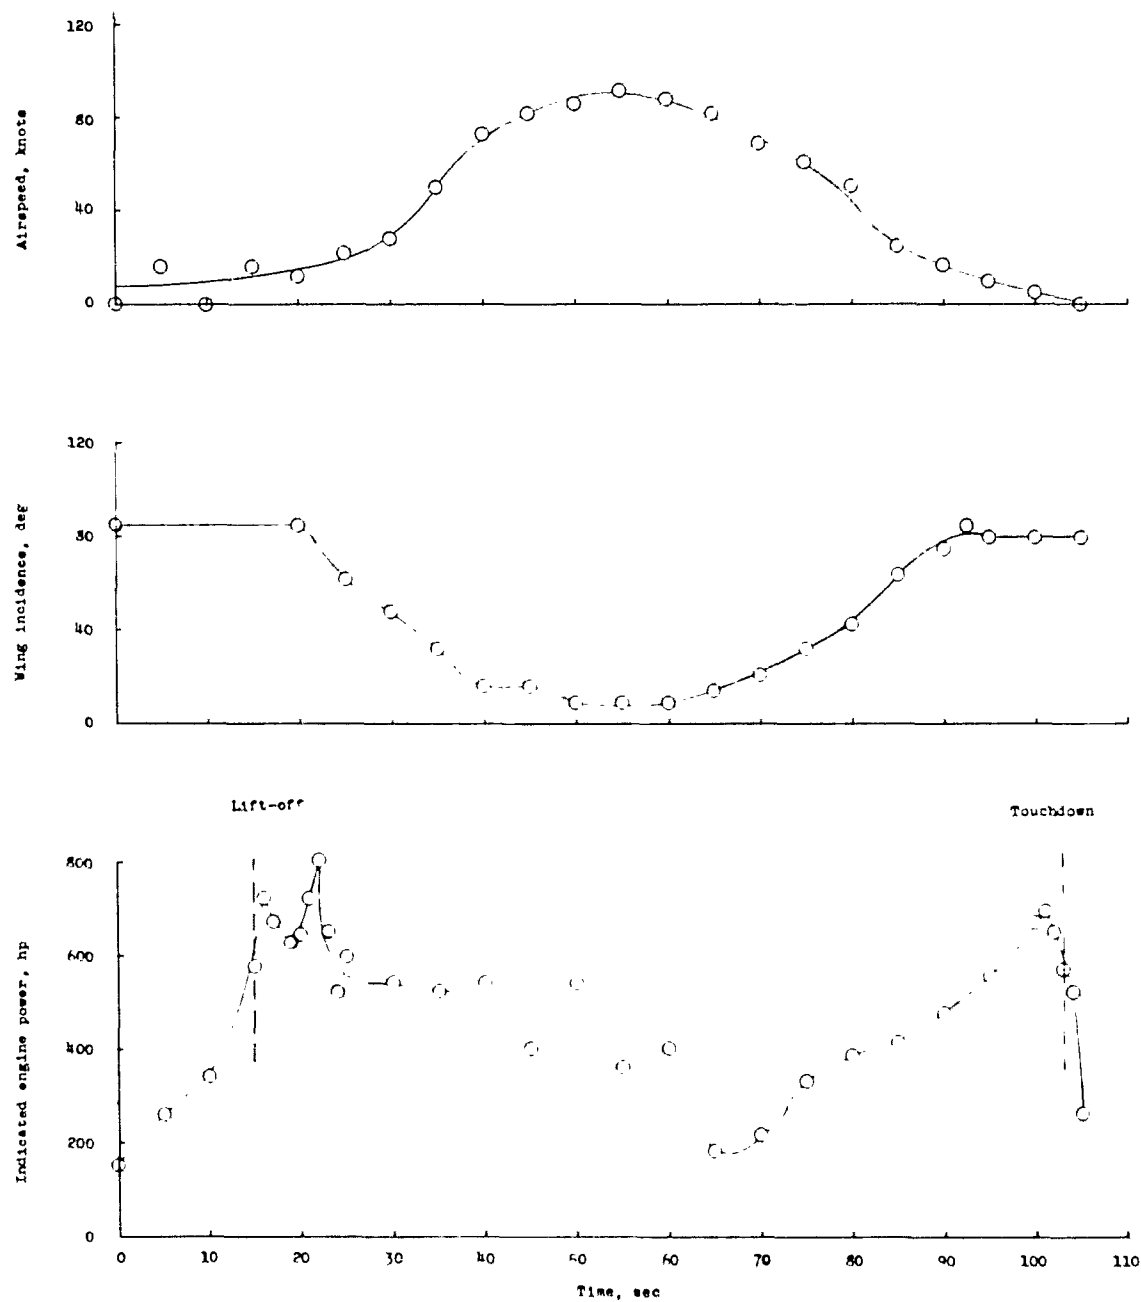 120
80
40
0
Airspeed, knots
120
80
40
0
Wing incidence, deg
Lift-off
Touchdown
800
600
400
200
0
Indicated engine power, hp
0 10 20 30 40 50 60 70 80 90 100 110
Time, sec